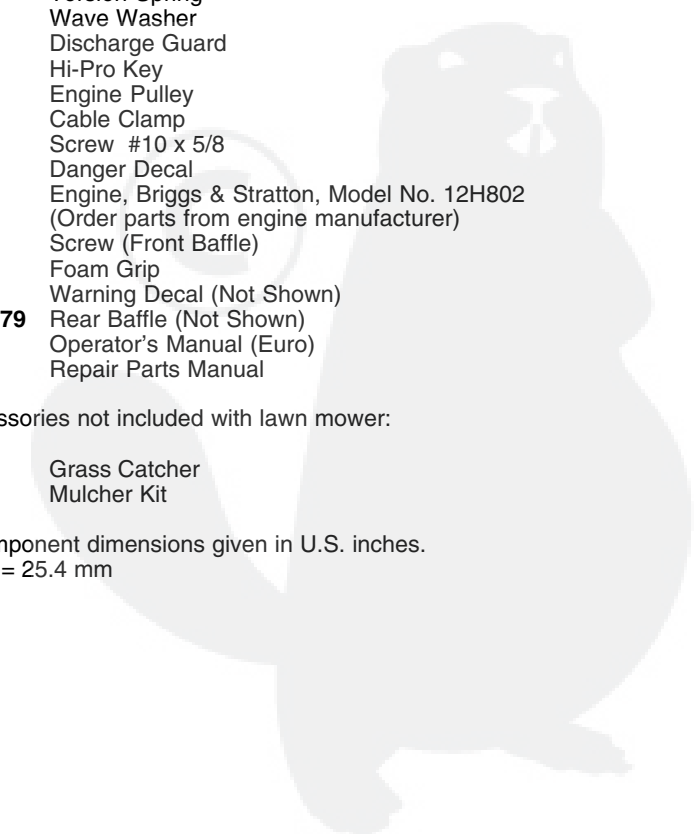 Wave Washer
Discharge Guard
Hi-Pro Key
Engine Pulley
Cable Clamp
Screw #10 x 5/8
Danger Decal
Engine, Briggs & Stratton, Model No. 12H802
(Order parts from engine manufacturer)
Screw (Front Baffle)
Foam Grip
Warning Decal (Not Shown)
79 Rear Baffle (Not Shown)
Operator's Manual (Euro)
Repair Parts Manual
ssories not included with lawn mower:
Grass Catcher
Mulcher Kit
mponent dimensions given in U.S. inches.
= 25.4 mm
©